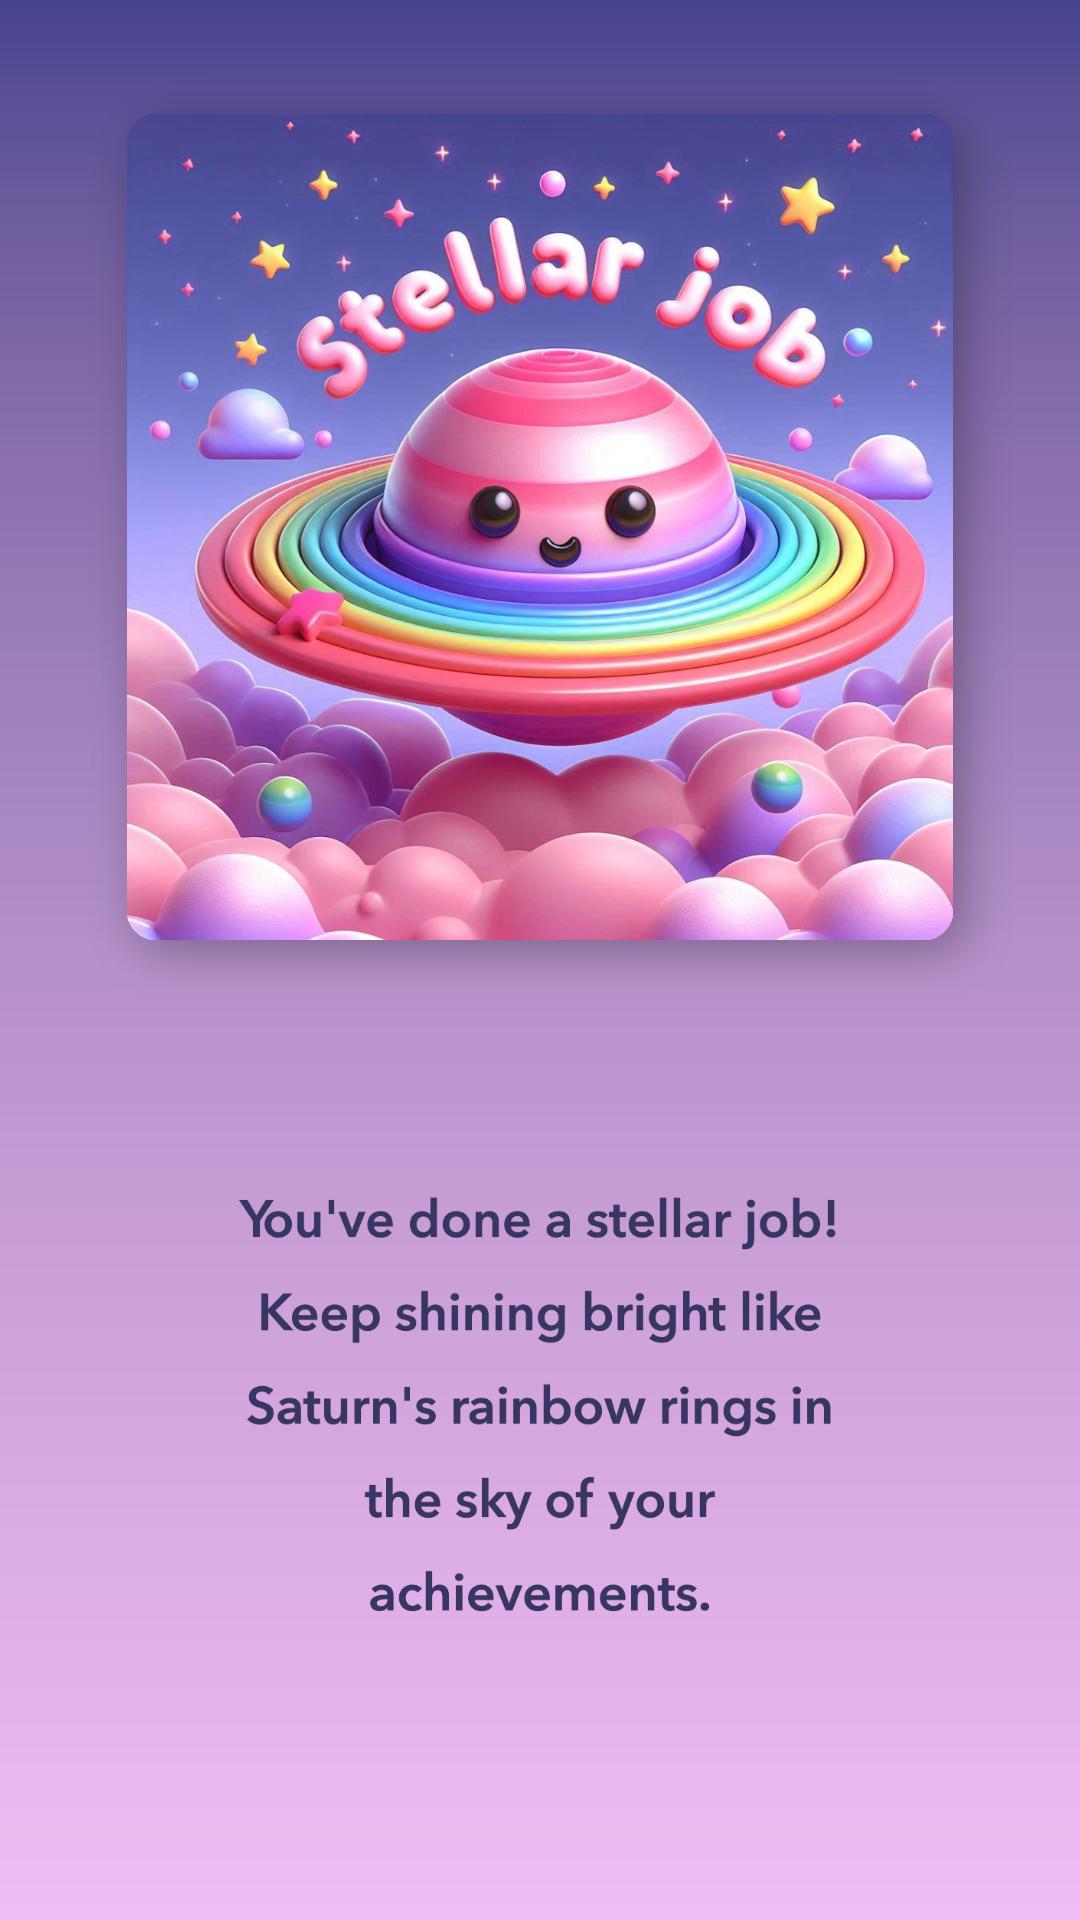 stellar job
You've done a stellar job!
Keep shining bright like
Saturn's rainbow rings in
the sky of your
achievements.